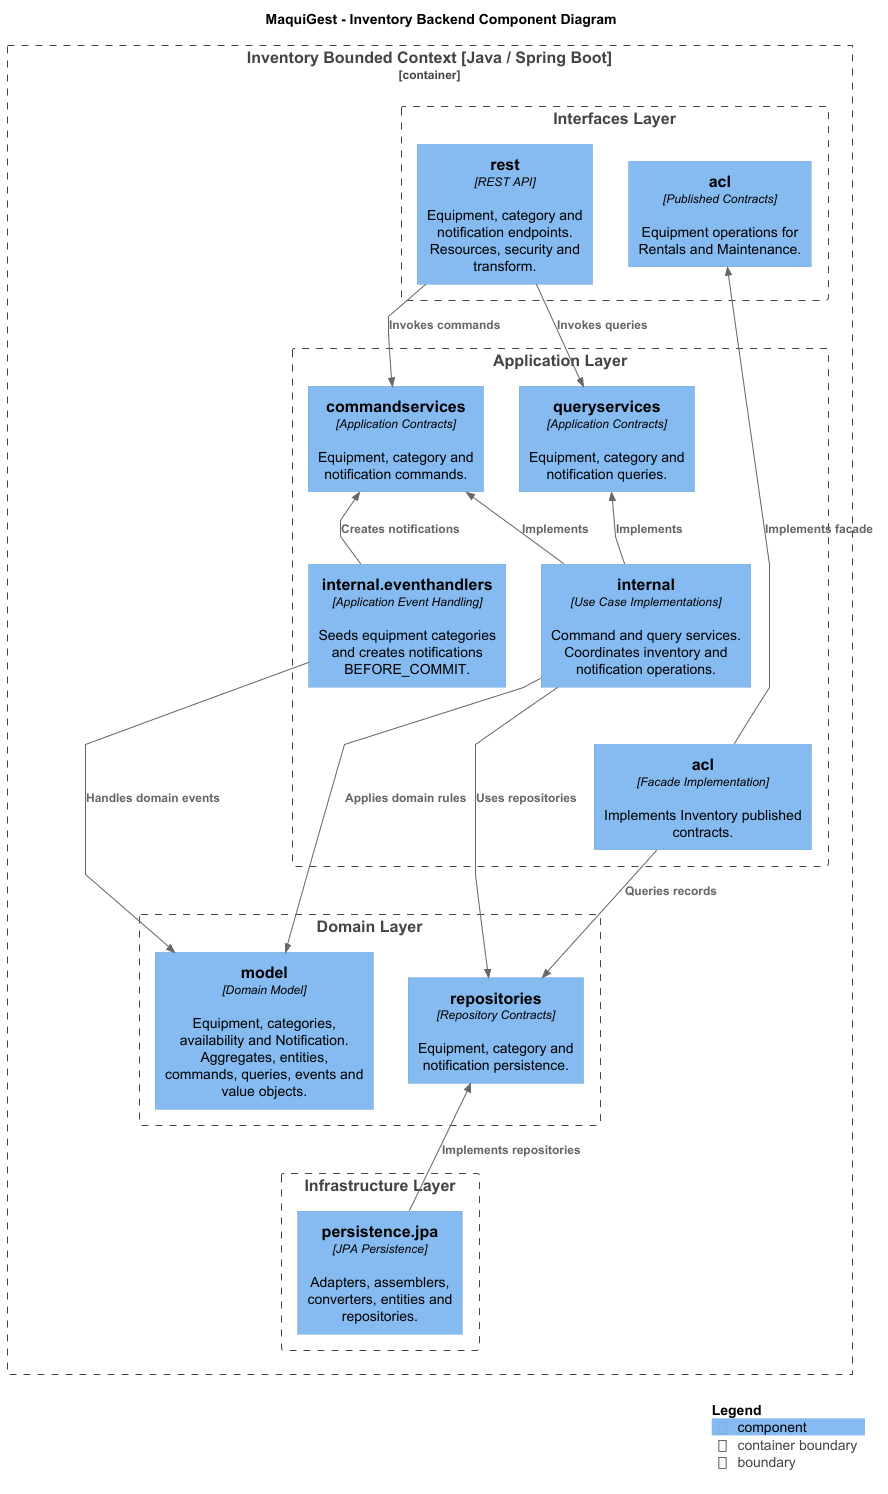 MaquiGest - Inventory Backend Component Diagram
Inventory Bounded Context [Java / Spring Boot]
[container]
Interfaces Layer
rest
[REST API]
Equipment, category and
notification endpoints.
Resources, security and
transform.
acl
[Published Contracts]
Equipment operations for
Rentals and Maintenance.
Invokes commands
Invokes queries
Application Layer
commandservices
[Application Contracts]
Equipment, category and
notification commands.
queryservices
[Application Contracts]
Equipment, category and
notification queries.
Creates notifications
Implements
Implements
Implements facade
internal.eventhandlers
[Application Event Handling]
Seeds equipment categories
and creates notifications
BEFORE_COMMIT.
internal
[Use Case Implementations]
Command and query services.
Coordinates inventory and
notification operations.
acl
[Facade Implementation]
Implements Inventory published
contracts.
Handles domain events
Applies domain rules
Uses repositories
Queries records
Domain Layer
model
[Domain Model]
Equipment, categories,
availability and Notification.
Aggregates, entities,
commands, queries, events and
value objects.
repositories
[Repository Contracts]
Equipment, category and
notification persistence.
Implements repositories
Infrastructure Layer
persistence.jpa
[JPA Persistence]
Adapters, assemblers,
converters, entities and
repositories.
Legend
component
container boundary
boundary